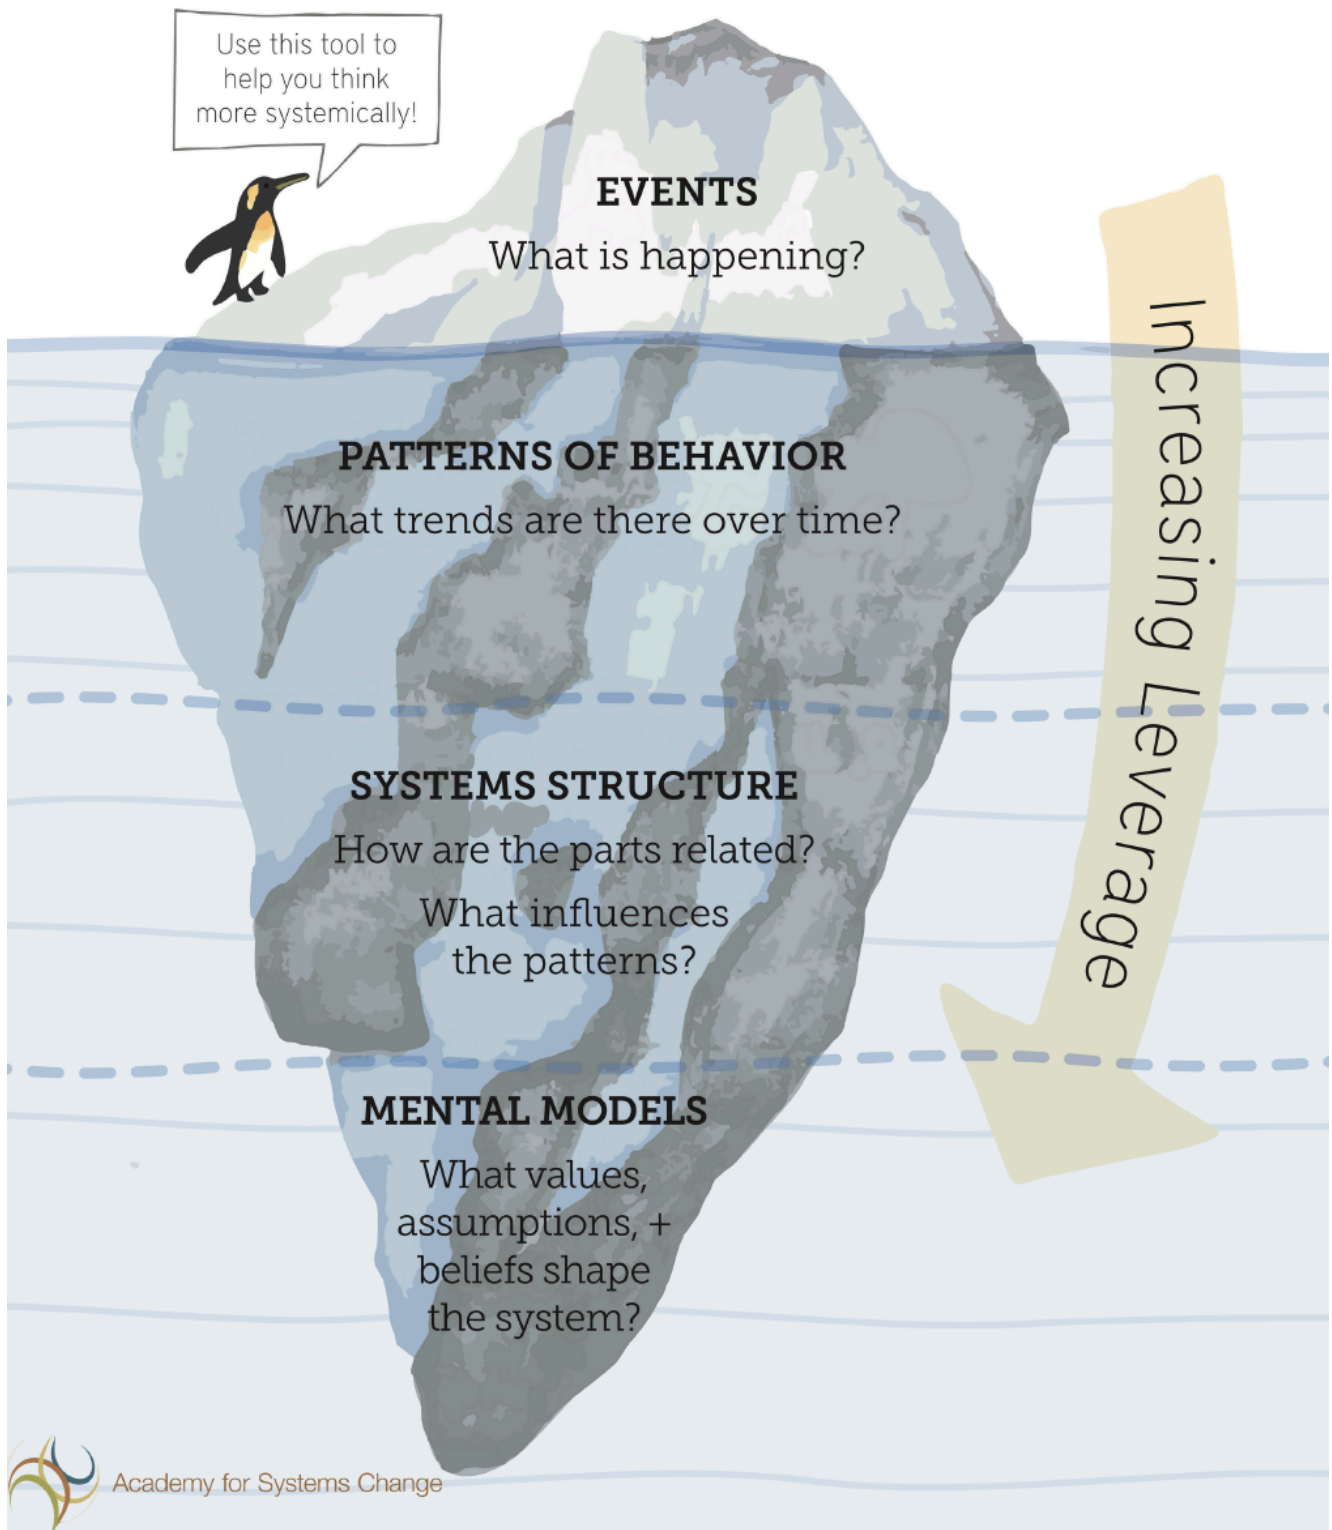 Use this tool to
help you think
more systemically!
EVENTS
What is happening?
PATTERNS OF BEHAVIOR
What trends are there over time?
SYSTEMS STRUCTURE
How are the parts related?
What influences
the patterns?
MENTAL MODELS
What values,
assumptions, +
beliefs shape
the system?
Increasing Leverage
Academy for Systems Change